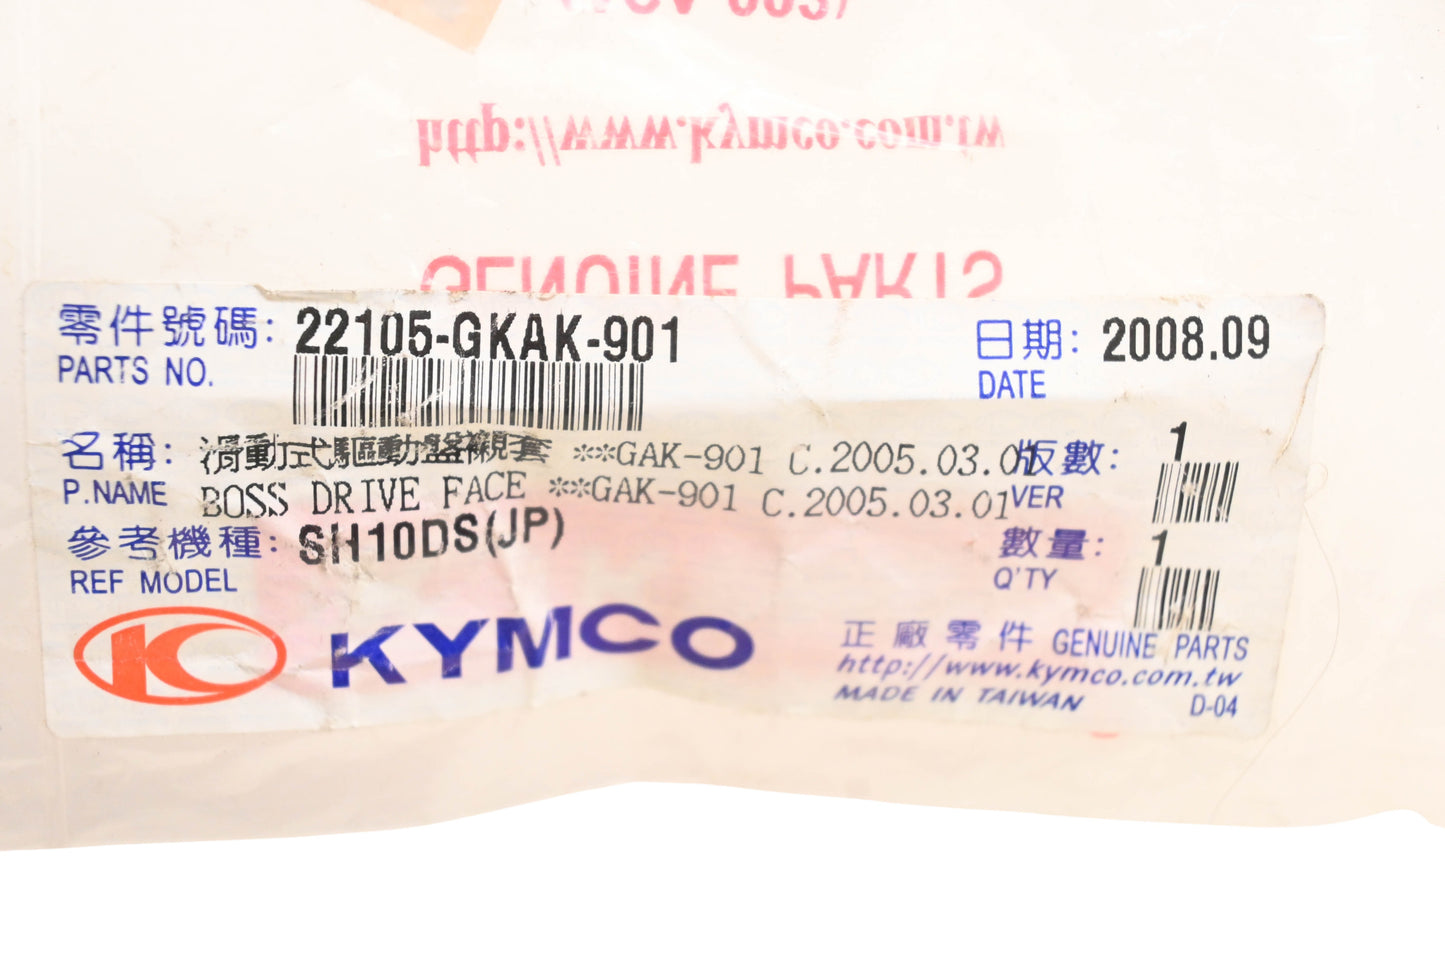 http://www.kymco.com.tw
GENUINE PARTS
零件號碼: 22105-GKAK-901
PARTS NO.
日期: 2008.09
DATE
名稱: 滑動式驅動盤襯套 **GAK-901 C.2005.03.01
P.NAME BOSS DRIVE FACE **GAK-901 C.2005.03.01
版數: 1
VER
參考機種: SH10DS(JP)
REF MODEL
數量: 1
Q'TY
KYMCO
正廠零件 GENUINE PARTS
http://www.kymco.com.tw
MADE IN TAIWAN D-04